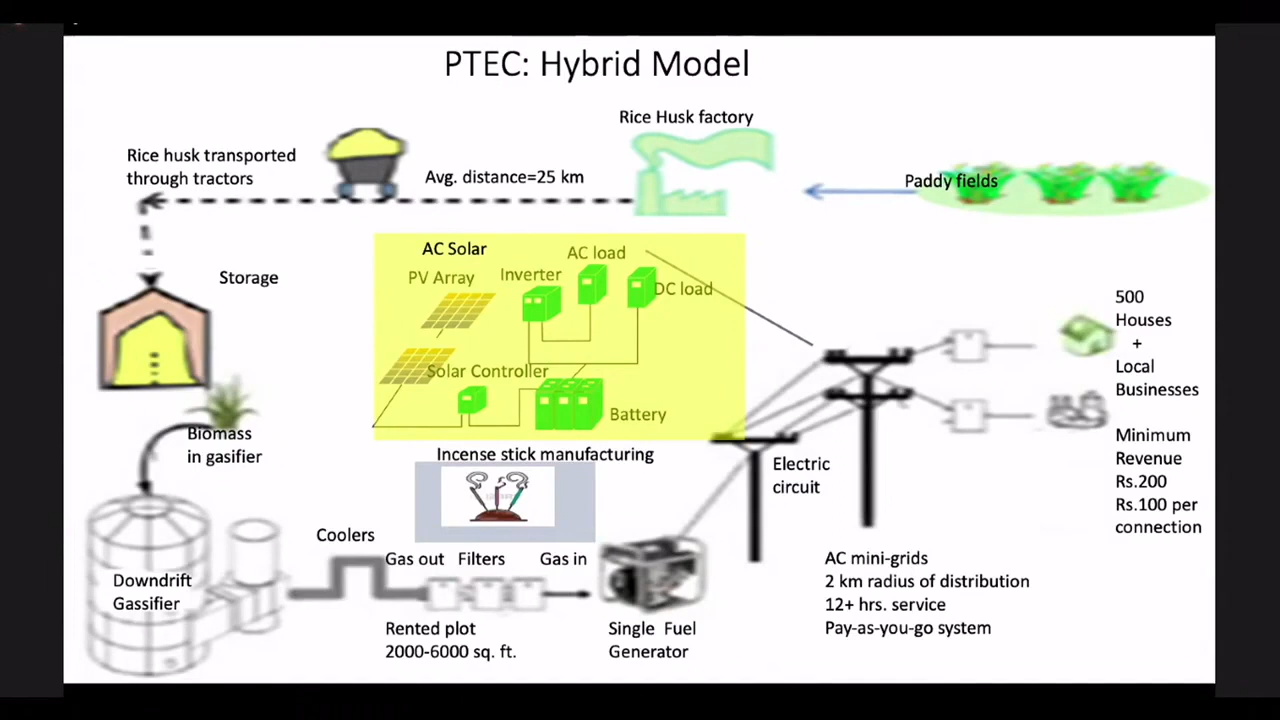 PTEC: Hybrid Model
Rice Husk factory
Rice husk transported
through tractors
Avg. distance=25 km
Paddy fields
Storage
AC Solar
AC load
PV Array
Inverter
DC load
Solar Controller
Battery
500
Houses
+
Local
Businesses
Minimum
Revenue
Rs.200
Rs.100 per
connection
Biomass
in gasifier
Incense stick manufacturing
Electric
circuit
Coolers
Gas out
Filters
Gas in
Downdrift
Gassifier
Rented plot
2000-6000 sq. ft.
Single Fuel
Generator
AC mini-grids
2 km radius of distribution
12+ hrs. service
Pay-as-you-go system